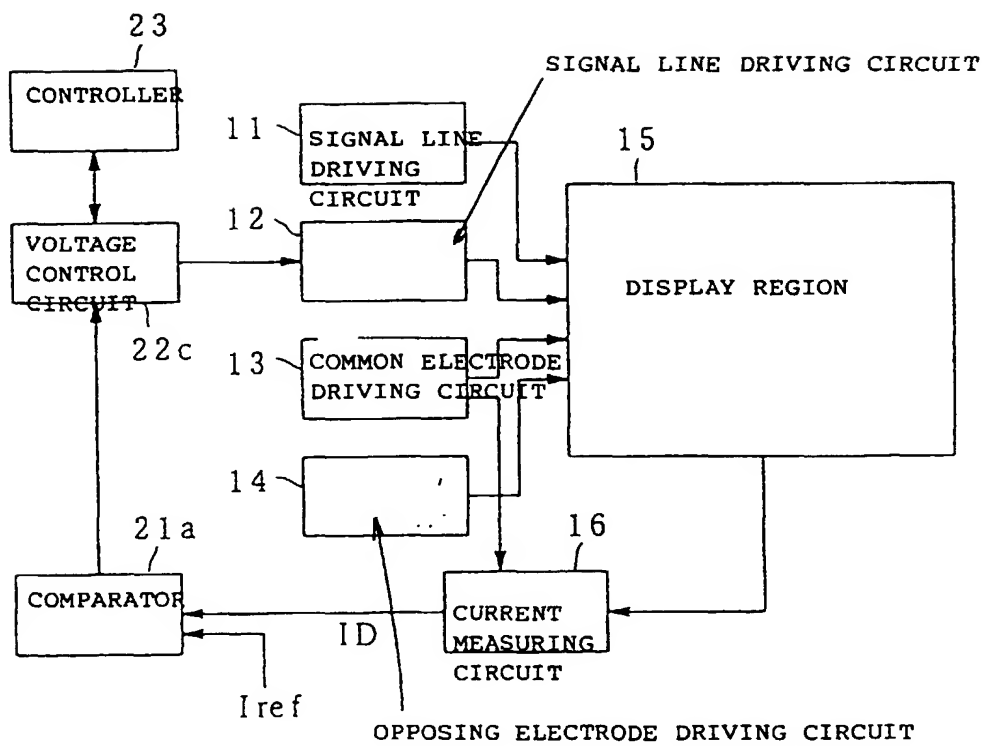 23
SIGNAL LINE DRIVING CIRCUIT
CONTROLLER
11
SIGNAL LINE
DRIVING
CIRCUIT
15
12
VOLTAGE
CONTROL
CIRCUIT
22c
DISPLAY REGION
13
COMMON ELECTRODE
DRIVING CIRCUIT
14
21a
16
COMPARATOR
CURRENT
MEASURING
CIRCUIT
ID
Iref
OPPOSING ELECTRODE DRIVING CIRCUIT